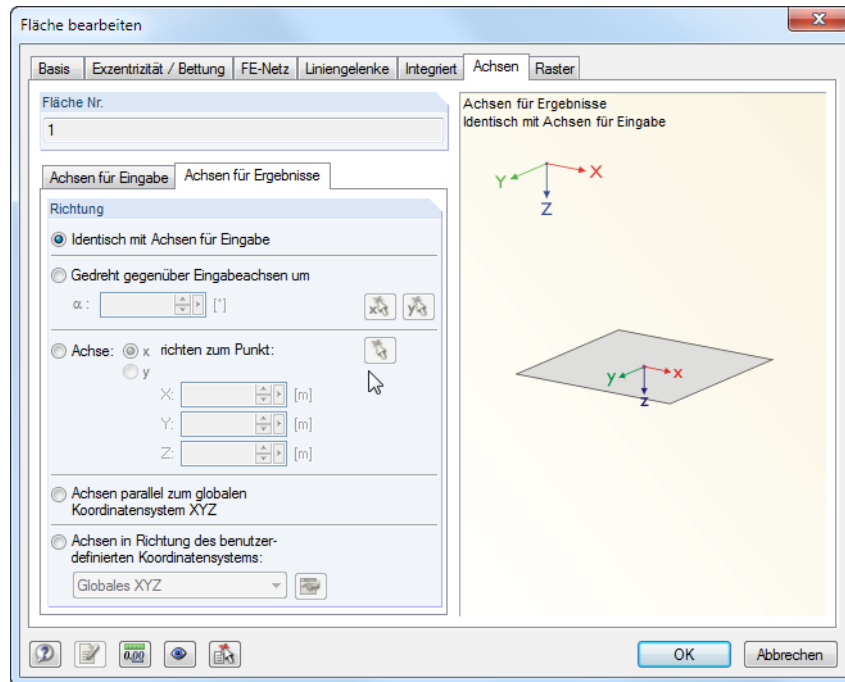 Fläche bearbeiten
Basis Exzentrizität / Bettung FE-Netz Liniengelenke Integriert Achsen Raster
Fläche Nr.
1
Achsen für Eingabe Achsen für Ergebnisse
Richtung
Identisch mit Achsen für Eingabe
Gedreht gegenüber Eingabeachsen um
α : [°]
x y
Achse: x richten zum Punkt:
y
X: [m]
Y: [m]
Z: [m]
Achsen parallel zum globalen
Koordinatensystem XYZ
Achsen in Richtung des benutzer-
definierten Koordinatensystems:
Globales XYZ
Achsen für Ergebnisse
Identisch mit Achsen für Eingabe
Y X
Z
y x
z
0,00
OK Abbrechen